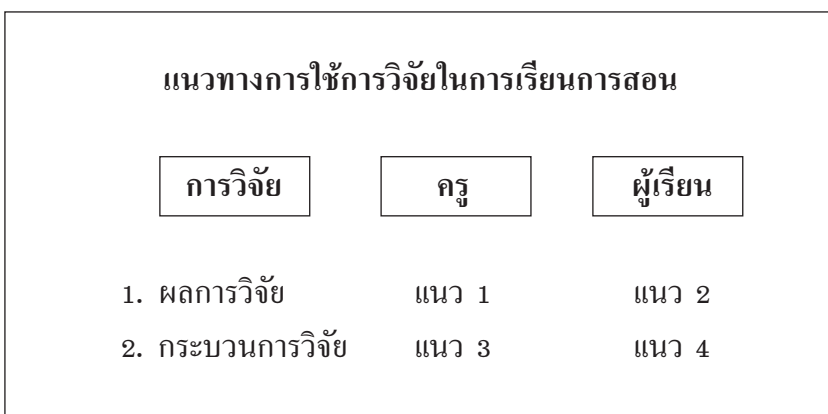 แนวทางการใช้การวิจัยในการเรียนการสอน
การวิจัย ครู ผู้เรียน
1. ผลการวิจัย แนว 1 แนว 2
2. กระบวนการวิจัย แนว 3 แนว 4